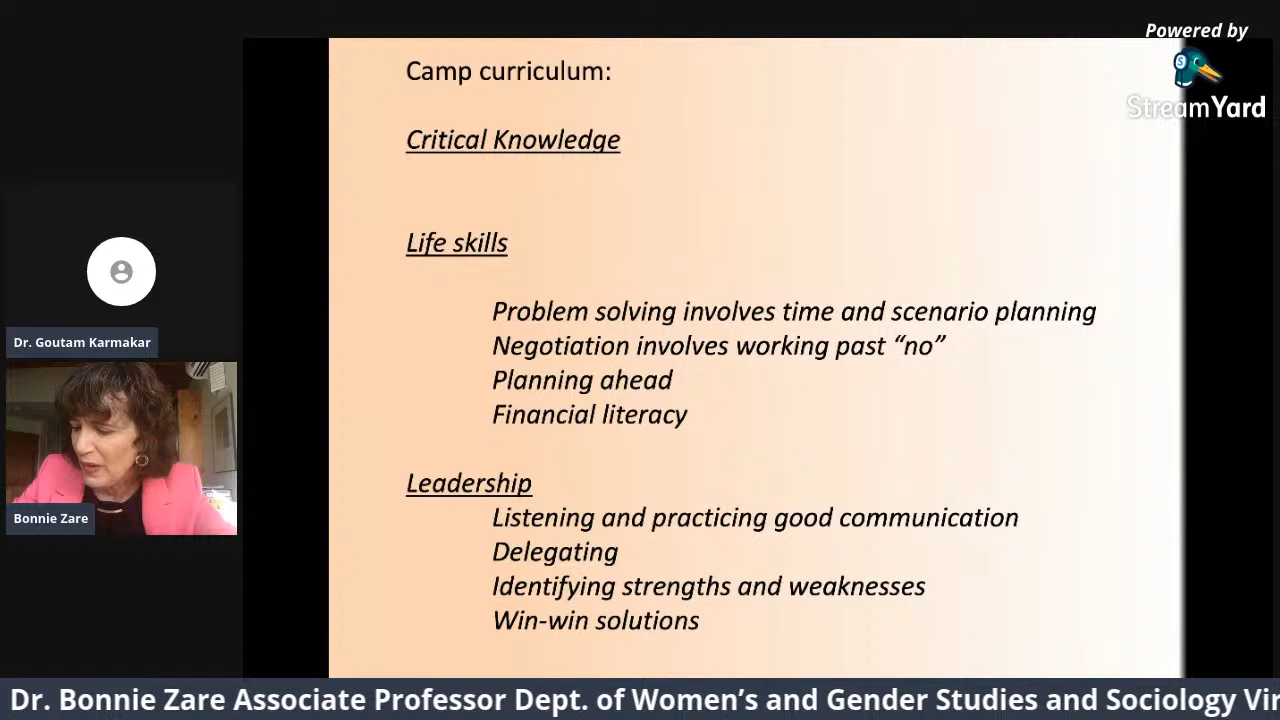 Powered by
StreamYard
Camp curriculum:
Critical Knowledge
Life skills
Problem solving involves time and scenario planning
Negotiation involves working past “no”
Planning ahead
Financial literacy
Leadership
Listening and practicing good communication
Delegating
Identifying strengths and weaknesses
Win-win solutions
Dr. Goutam Karmakar
Bonnie Zare
Dr. Bonnie Zare Associate Professor Dept. of Women’s and Gender Studies and Sociology Vir